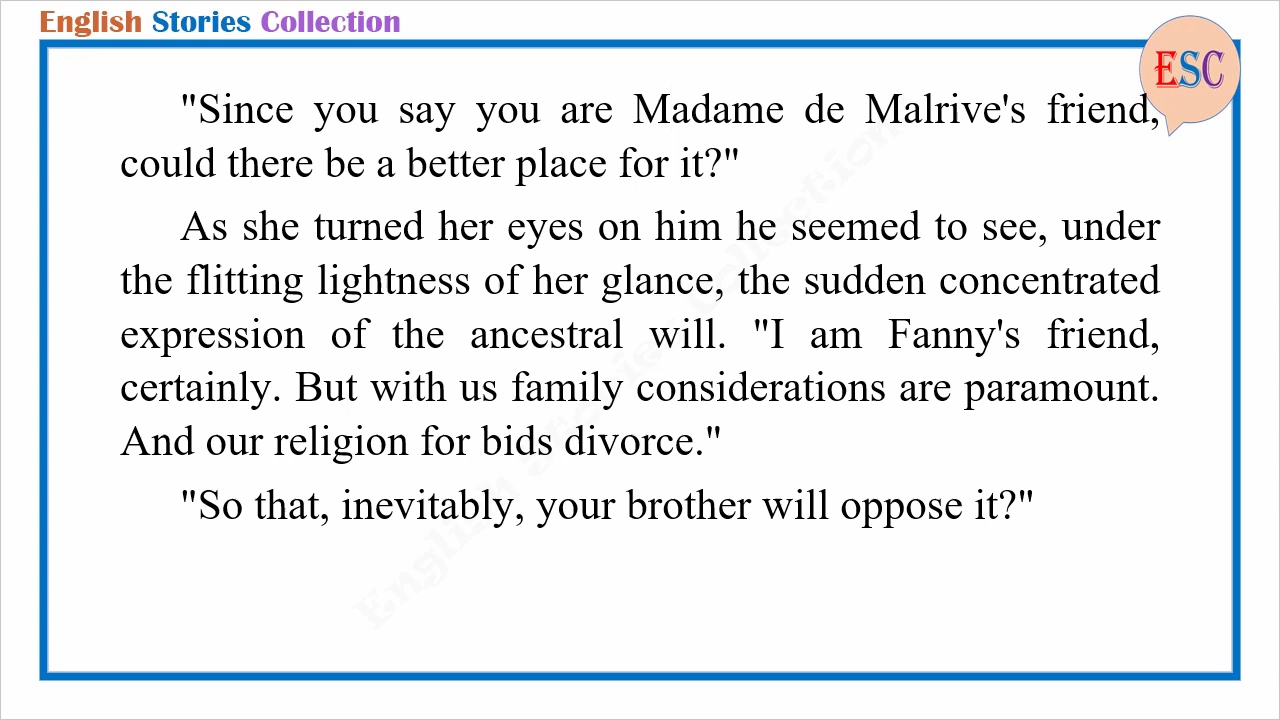 English Stories Collection
ESC
"Since you say you are Madame de Malrive's friend,
could there be a better place for it?"
As she turned her eyes on him he seemed to see, under
the flitting lightness of her glance, the sudden concentrated
expression of the ancestral will. "I am Fanny's friend,
certainly. But with us family considerations are paramount.
And our religion for bids divorce."
"So that, inevitably, your brother will oppose it?"
English Stories Collection